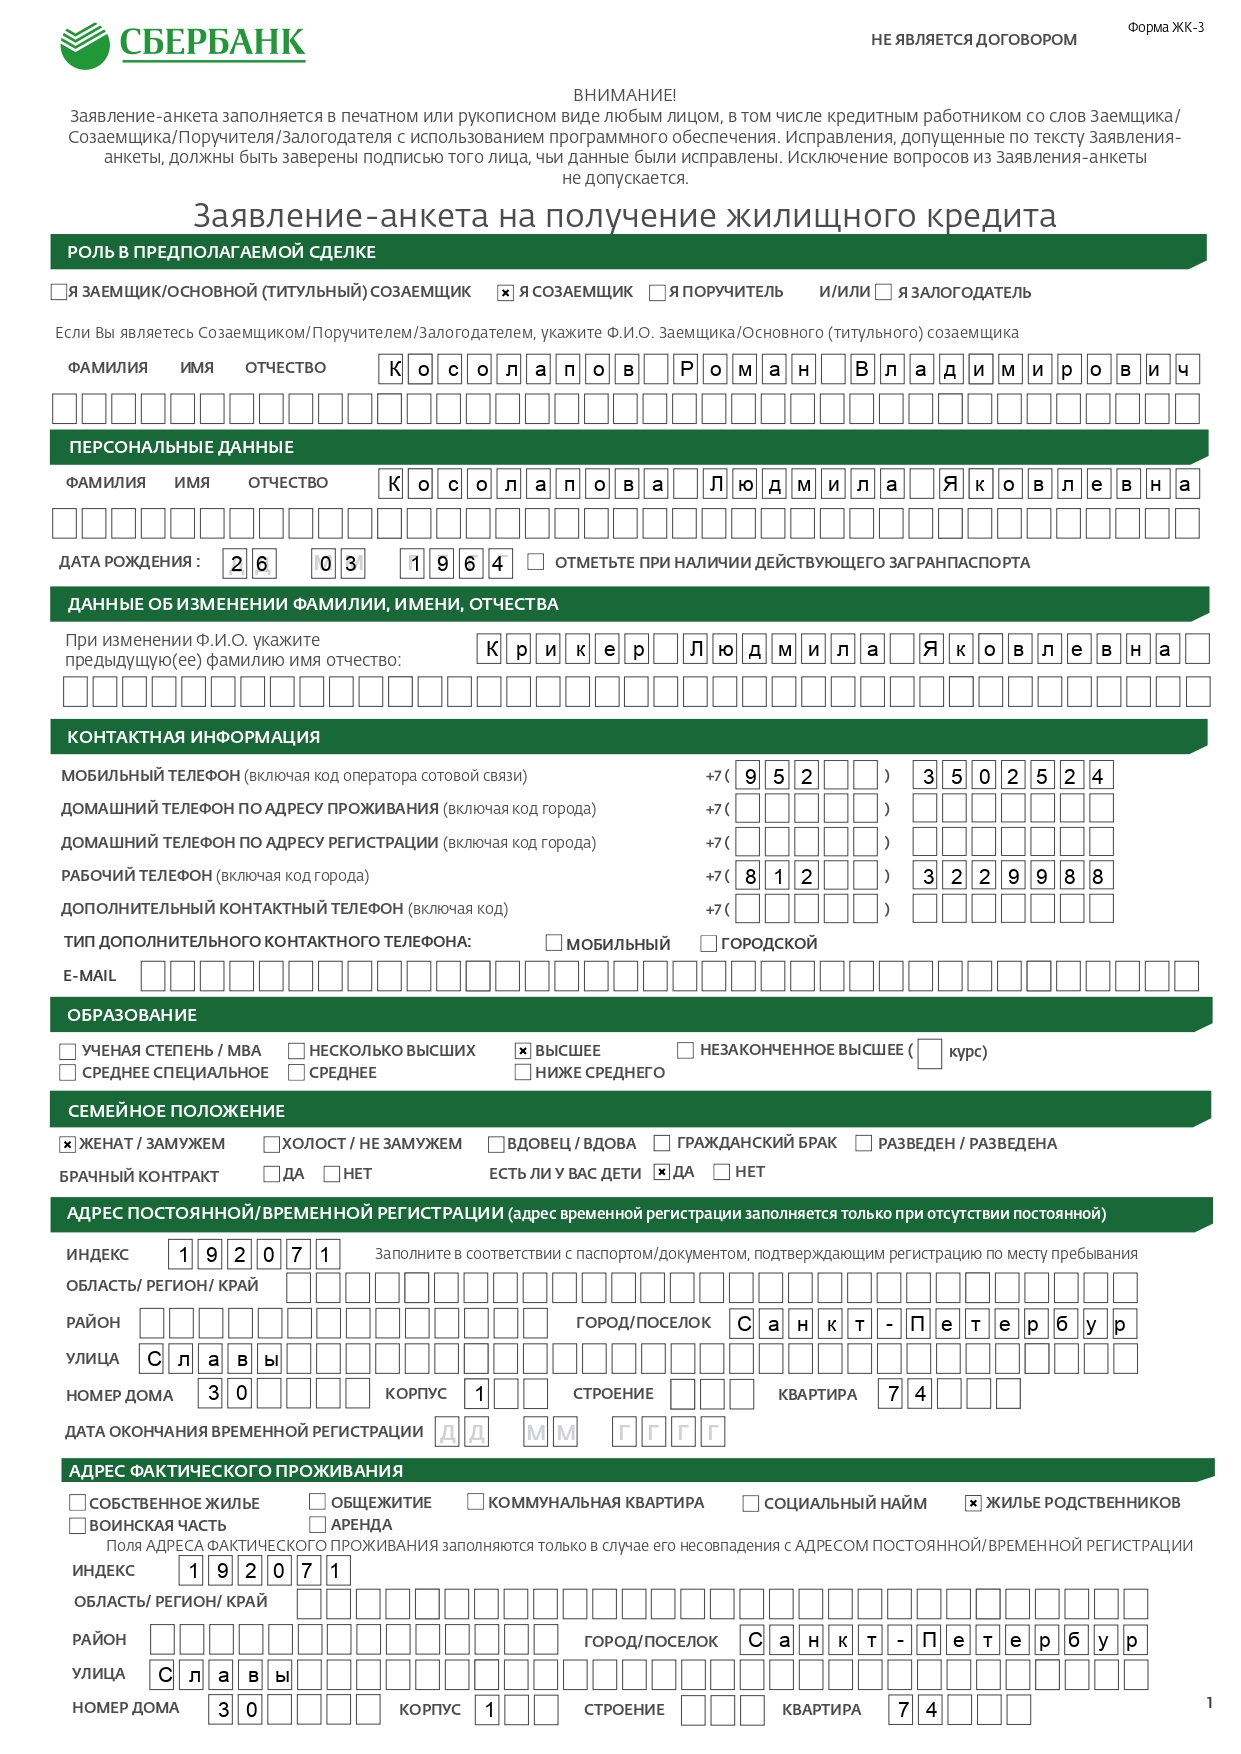 СБЕРБАНК
НЕ ЯВЛЯЕТСЯ ДОГОВОРОМ
Форма ЖК-3
ВНИМАНИЕ!
Заявление-анкета заполняется в печатном или рукописном виде любым лицом, в том числе кредитным работником со слов Заемщика/
Созаемщика/Поручителя/Залогодателя с использованием программного обеспечения. Исправления, допущенные по тексту Заявления-
анкеты, должны быть заверены подписью того лица, чьи данные были исправлены. Исключение вопросов из Заявления-анкеты
не допускается.
Заявление-анкета на получение жилищного кредита
РОЛЬ В ПРЕДПОЛАГАЕМОЙ СДЕЛКЕ
Я ЗАЕМЩИК/ОСНОВНОЙ (ТИТУЛЬНЫЙ) СОЗАЕМЩИК Я СОЗАЕМЩИК Я ПОРУЧИТЕЛЬ И/ИЛИ Я ЗАЛОГОДАТЕЛЬ
Если Вы являетесь Созаемщиком/Поручителем/Залогодателем, укажите Ф.И.О. Заемщика/Основного (титульного) созаемщика
ФАМИЛИЯ ИМЯ ОТЧЕСТВО Косолапов Роман Владимирович
ПЕРСОНАЛЬНЫЕ ДАННЫЕ
ФАМИЛИЯ ИМЯ ОТЧЕСТВО Косолапова Людмила Яковлевна
ДАТА РОЖДЕНИЯ : 26 03 1964 ОТМЕТЬТЕ ПРИ НАЛИЧИИ ДЕЙСТВУЮЩЕГО ЗАГРАНПАСПОРТА
ДАННЫЕ ОБ ИЗМЕНЕНИИ ФАМИЛИИ, ИМЕНИ, ОТЧЕСТВА
При изменении Ф.И.О. укажите
предыдущую(ее) фамилию имя отчество: Крикер Людмила Яковлевна
КОНТАКТНАЯ ИНФОРМАЦИЯ
МОБИЛЬНЫЙ ТЕЛЕФОН (включая код оператора сотовой связи) +7 ( 952 ) 3502524
ДОМАШНИЙ ТЕЛЕФОН ПО АДРЕСУ ПРОЖИВАНИЯ (включая код города) +7 ( )
ДОМАШНИЙ ТЕЛЕФОН ПО АДРЕСУ РЕГИСТРАЦИИ (включая код города) +7 ( )
РАБОЧИЙ ТЕЛЕФОН (включая код города) +7 ( 812 ) 3229988
ДОПОЛНИТЕЛЬНЫЙ КОНТАКТНЫЙ ТЕЛЕФОН (включая код) +7 ( )
ТИП ДОПОЛНИТЕЛЬНОГО КОНТАКТНОГО ТЕЛЕФОНА: МОБИЛЬНЫЙ ГОРОДСКОЙ
E-MAIL
ОБРАЗОВАНИЕ
УЧЕНАЯ СТЕПЕНЬ / MBA НЕСКОЛЬКО ВЫСШИХ ВЫСШЕЕ НЕЗАКОНЧЕННОЕ ВЫСШЕЕ ( курс)
СРЕДНЕЕ СПЕЦИАЛЬНОЕ СРЕДНЕЕ НИЖЕ СРЕДНЕГО
СЕМЕЙНОЕ ПОЛОЖЕНИЕ
ЖЕНАТ / ЗАМУЖЕМ ХОЛОСТ / НЕ ЗАМУЖЕМ ВДОВЕЦ / ВДОВА ГРАЖДАНСКИЙ БРАК РАЗВЕДЕН / РАЗВЕДЕНА
БРАЧНЫЙ КОНТРАКТ ДА НЕТ ЕСТЬ ЛИ У ВАС ДЕТИ ДА НЕТ
АДРЕС ПОСТОЯННОЙ/ВРЕМЕННОЙ РЕГИСТРАЦИИ (адрес временной регистрации заполняется только при отсутствии постоянной)
ИНДЕКС 192071 Заполните в соответствии с паспортом/документом, подтверждающим регистрацию по месту пребывания
ОБЛАСТЬ/ РЕГИОН/ КРАЙ
РАЙОН ГОРОД/ПОСЕЛОК Санкт-Петербур
УЛИЦА Славы
НОМЕР ДОМА 30 КОРПУС 1 СТРОЕНИЕ КВАРТИРА 74
ДАТА ОКОНЧАНИЯ ВРЕМЕННОЙ РЕГИСТРАЦИИ ДД ММ ГГГГ
АДРЕС ФАКТИЧЕСКОГО ПРОЖИВАНИЯ
СОБСТВЕННОЕ ЖИЛЬЕ ОБЩЕЖИТИЕ КОММУНАЛЬНАЯ КВАРТИРА СОЦИАЛЬНЫЙ НАЙМ ЖИЛЬЕ РОДСТВЕННИКОВ
ВОИНСКАЯ ЧАСТЬ АРЕНДА
Поля АДРЕСА ФАКТИЧЕСКОГО ПРОЖИВАНИЯ заполняются только в случае его несовпадения с АДРЕСОМ ПОСТОЯННОЙ/ВРЕМЕННОЙ РЕГИСТРАЦИИ
ИНДЕКС 192071
ОБЛАСТЬ/ РЕГИОН/ КРАЙ
РАЙОН ГОРОД/ПОСЕЛОК Санкт-Петербур
УЛИЦА Славы
НОМЕР ДОМА 30 КОРПУС 1 СТРОЕНИЕ КВАРТИРА 74
1